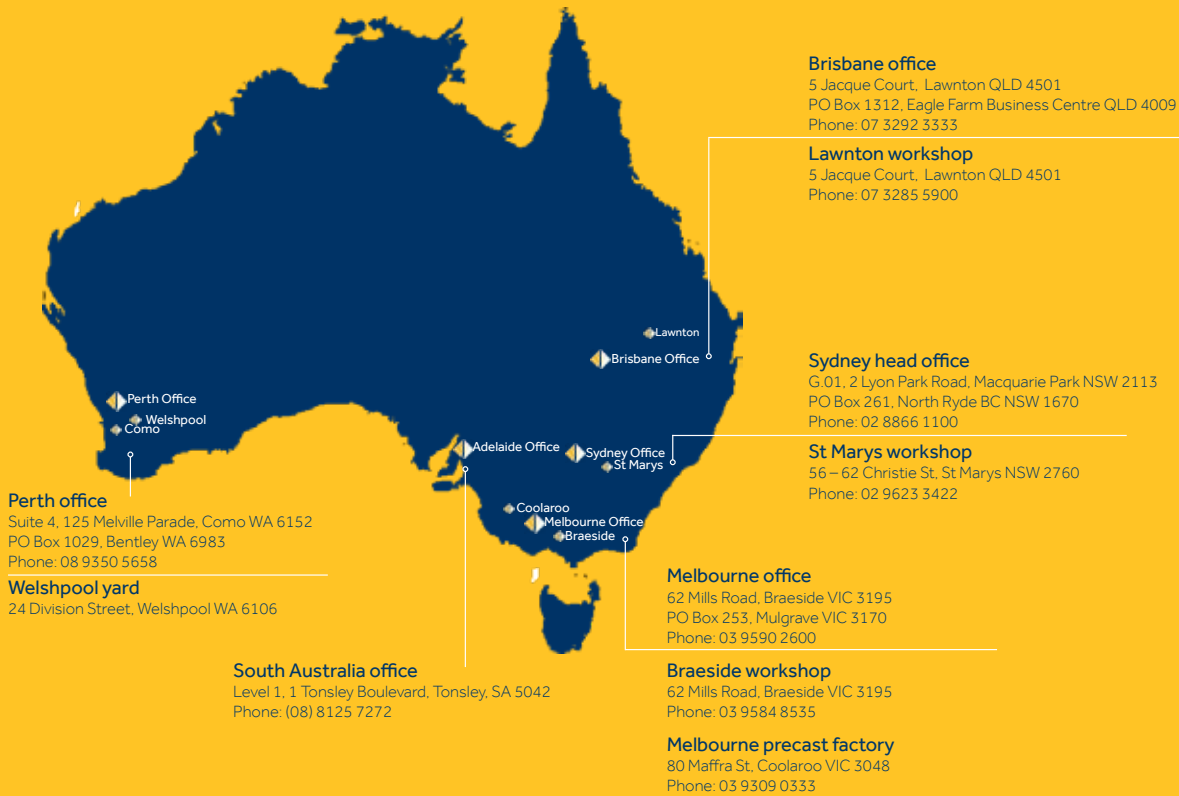 Brisbane office
5 Jacque Court, Lawnton QLD 4501
PO Box 1312, Eagle Farm Business Centre QLD 4009
Phone: 07 3292 3333
Lawnton workshop
5 Jacque Court, Lawnton QLD 4501
Phone: 07 3285 5900
Lawnton
Brisbane Office
Sydney head office
G.01, 2 Lyon Park Road, Macquarie Park NSW 2113
PO Box 261, North Ryde BC NSW 1670
Phone: 02 8866 1100
St Marys workshop
56 – 62 Christie St, St Marys NSW 2760
Phone: 02 9623 3422
Perth Office
Welshpool
Como
Adelaide Office
Sydney Office
St Marys
Coolaroo
Melbourne Office
Braeside
Perth office
Suite 4, 125 Melville Parade, Como WA 6152
PO Box 1029, Bentley WA 6983
Phone: 08 9350 5658
Welshpool yard
24 Division Street, Welshpool WA 6106
Melbourne office
62 Mills Road, Braeside VIC 3195
PO Box 253, Mulgrave VIC 3170
Phone: 03 9590 2600
South Australia office
Level 1, 1 Tonsley Boulevard, Tonsley, SA 5042
Phone: (08) 8125 7272
Braeside workshop
62 Mills Road, Braeside VIC 3195
Phone: 03 9584 8535
Melbourne precast factory
80 Maffra St, Coolaroo VIC 3048
Phone: 03 9309 0333